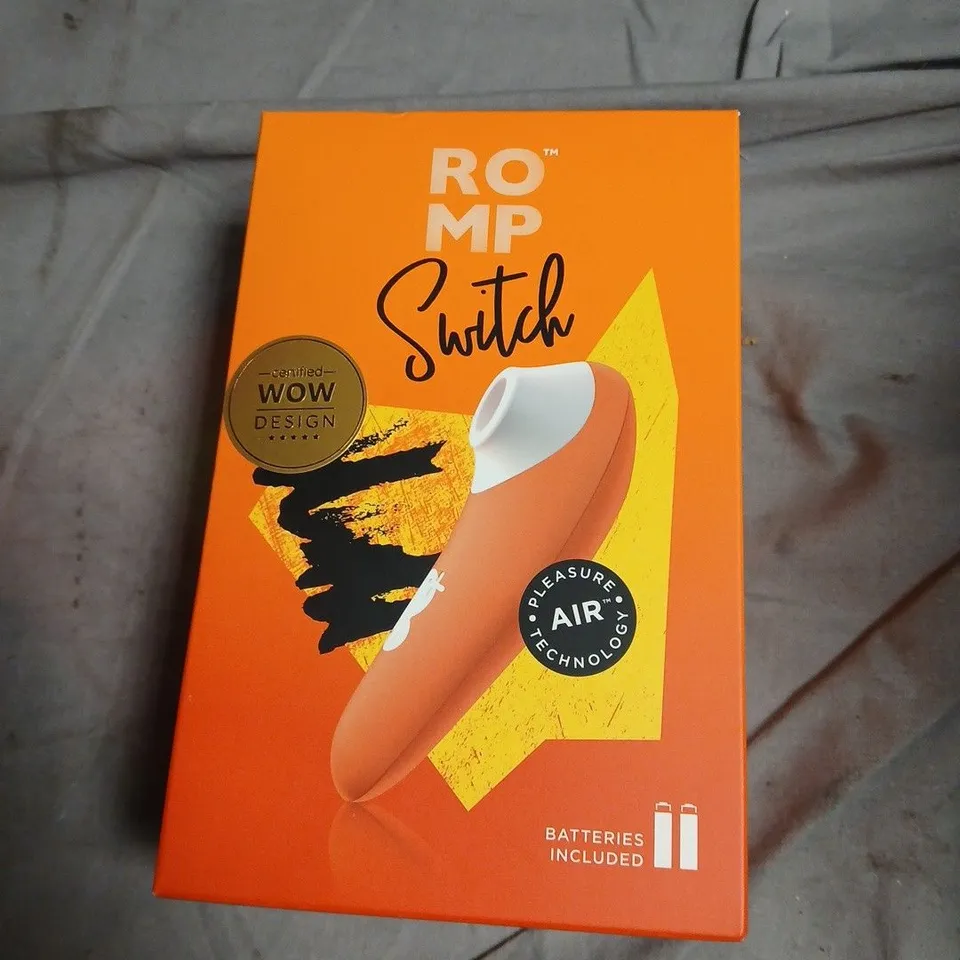 RO™
MP
Switch
certified
WOW
DESIGN
PLEASURE
AIR™
TECHNOLOGY
BATTERIES
INCLUDED